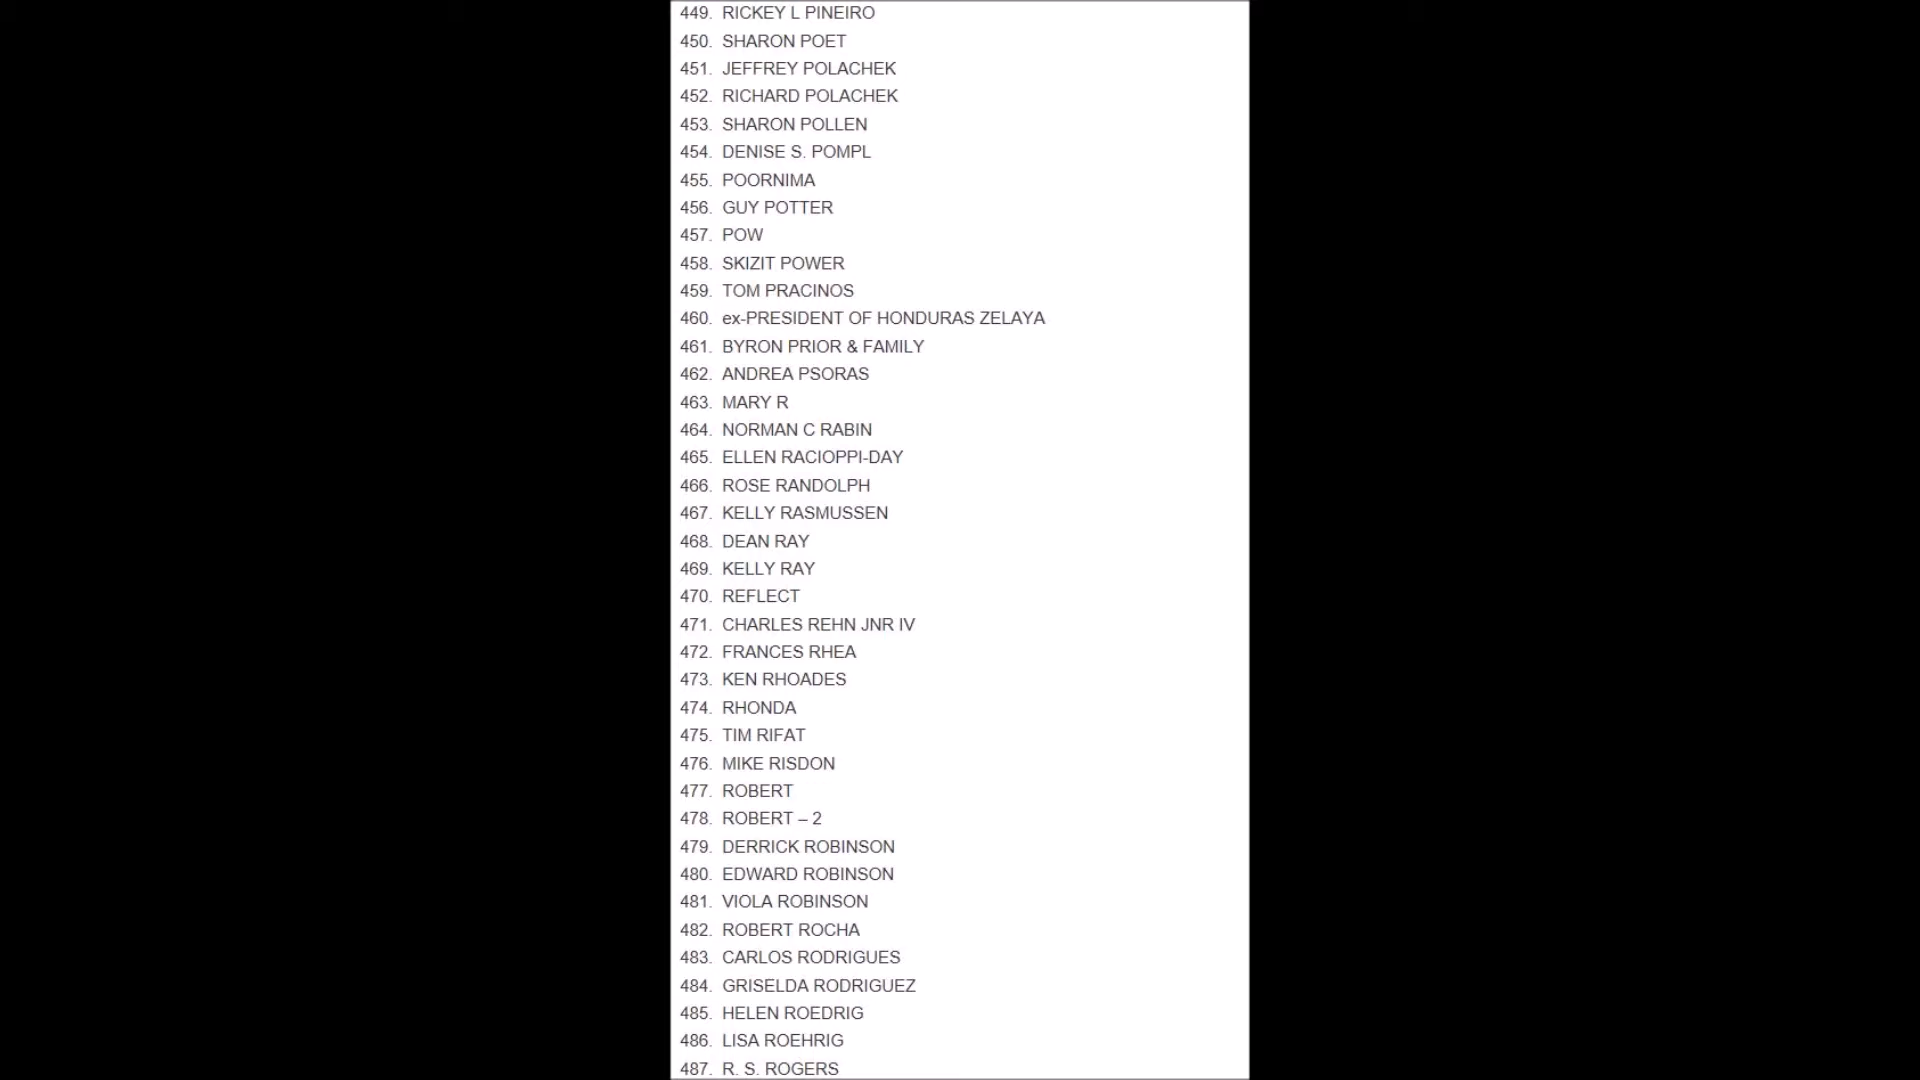 449. RICKEY L PINEIRO
450. SHARON POET
451. JEFFREY POLACHEK
452. RICHARD POLACHEK
453. SHARON POLLEN
454. DENISE S. POMPL
455. POORNIMA
456. GUY POTTER
457. POW
458. SKIZIT POWER
459. TOM PRACINOS
460. ex-PRESIDENT OF HONDURAS ZELAYA
461. BYRON PRIOR & FAMILY
462. ANDREA PSORAS
463. MARY R
464. NORMAN C RABIN
465. ELLEN RACIOPPI-DAY
466. ROSE RANDOLPH
467. KELLY RASMUSSEN
468. DEAN RAY
469. KELLY RAY
470. REFLECT
471. CHARLES REHN JNR IV
472. FRANCES RHEA
473. KEN RHOADES
474. RHONDA
475. TIM RIFAT
476. MIKE RISDON
477. ROBERT
478. ROBERT – 2
479. DERRICK ROBINSON
480. EDWARD ROBINSON
481. VIOLA ROBINSON
482. ROBERT ROCHA
483. CARLOS RODRIGUES
484. GRISELDA RODRIGUEZ
485. HELEN ROEDRIG
486. LISA ROEHRIG
487. R. S. ROGERS